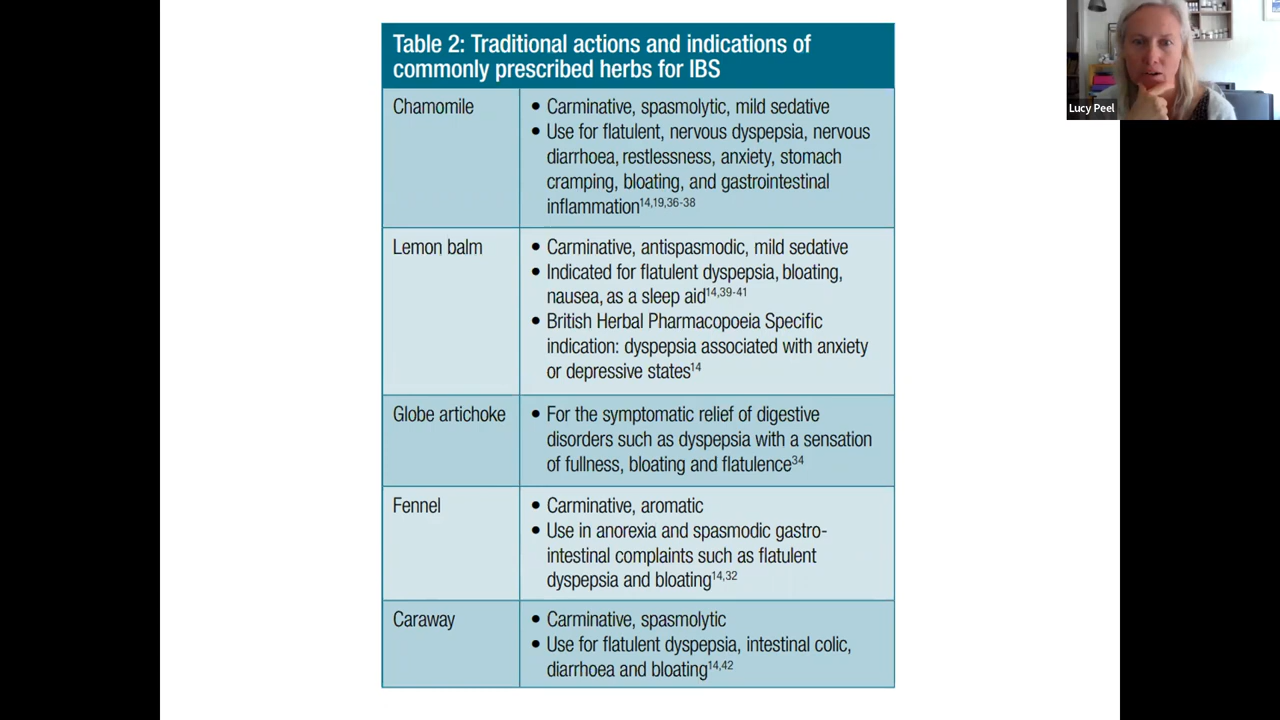 Table 2: Traditional actions and indications of
commonly prescribed herbs for IBS
Chamomile
• Carminative, spasmolytic, mild sedative
• Use for flatulent, nervous dyspepsia, nervous
diarrhoea, restlessness, anxiety, stomach
cramping, bloating, and gastrointestinal
inflammation14,19,36-38
Lemon balm
• Carminative, antispasmodic, mild sedative
• Indicated for flatulent dyspepsia, bloating,
nausea, as a sleep aid14,39-41
• British Herbal Pharmacopoeia Specific
indication: dyspepsia associated with anxiety
or depressive states14
Globe artichoke
• For the symptomatic relief of digestive
disorders such as dyspepsia with a sensation
of fullness, bloating and flatulence34
Fennel
• Carminative, aromatic
• Use in anorexia and spasmodic gastro-
intestinal complaints such as flatulent
dyspepsia and bloating14,32
Caraway
• Carminative, spasmolytic
• Use for flatulent dyspepsia, intestinal colic,
diarrhoea and bloating14,42
Lucy Peel